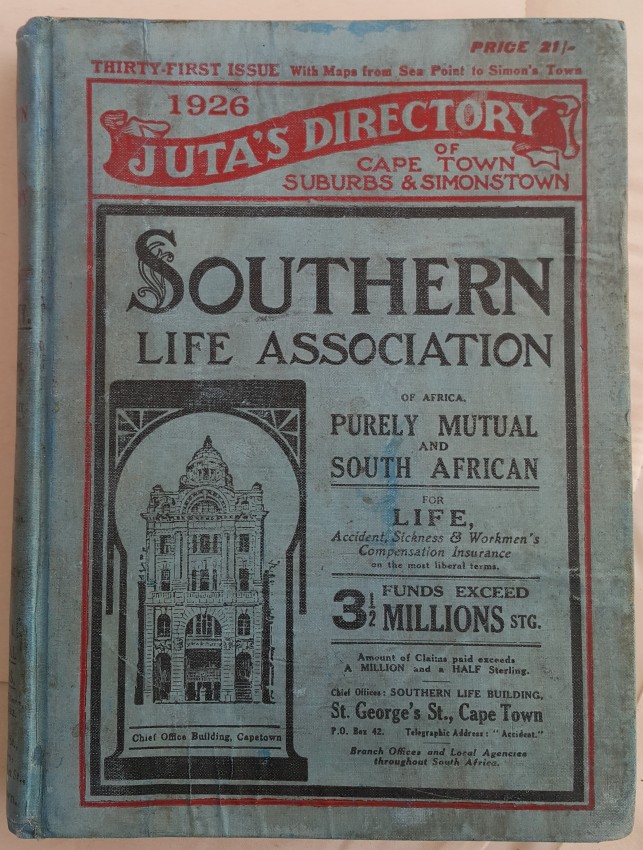 PRICE 21/-
THIRTY-FIRST ISSUE With Maps from Sea Point to Simon's Town
1926
JUTA'S DIRECTORY
OF
CAPE TOWN
SUBURBS & SIMONSTOWN
SOUTHERN
LIFE ASSOCIATION
OF AFRICA,
PURELY MUTUAL
AND
SOUTH AFRICAN
FOR
LIFE,
Accident, Sickness & Workmen's
Compensation Insurance
on the most liberal terms.
FUNDS EXCEED
3½ MILLIONS STG.
Amount of Claims paid exceeds
A MILLION and a HALF Sterling.
Chief Offices: SOUTHERN LIFE BUILDING,
St. George's St., Cape Town
P.O. Box 42. Telegraphic Address: "Accident."
Branch Offices and Local Agencies
throughout South Africa.
Chief Office Building, Capetown